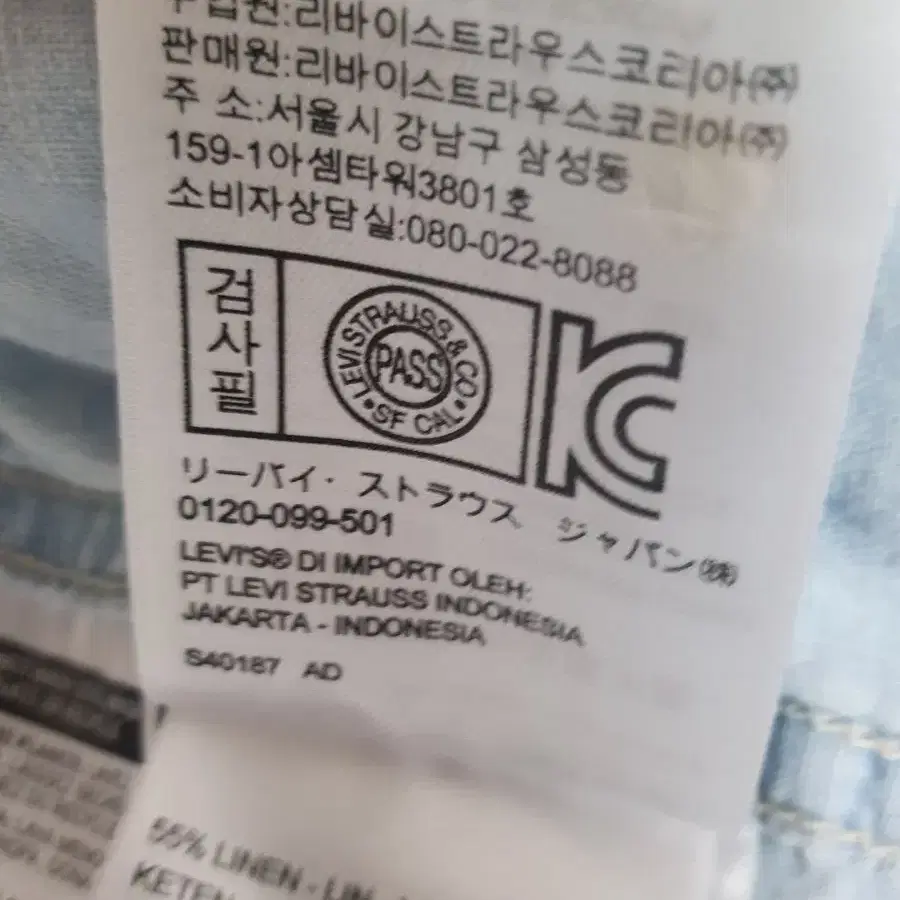 수입원:리바이스트라우스코리아(주)
판매원:리바이스트라우스코리아(주)
주 소:서울시 강남구 삼성동
159-1아셈타워3801호
소비자상담실:080-022-8088
검사필
LEVI STRAUSS & CO
PASS
SF CAL
KC
リーバイ・ストラウス ジャパン(株)
0120-099-501
LEVI'S® DI IMPORT OLEH:
PT LEVI STRAUSS INDONESIA
JAKARTA - INDONESIA
S40187 AD
55% LINEN - LIN
KETEN